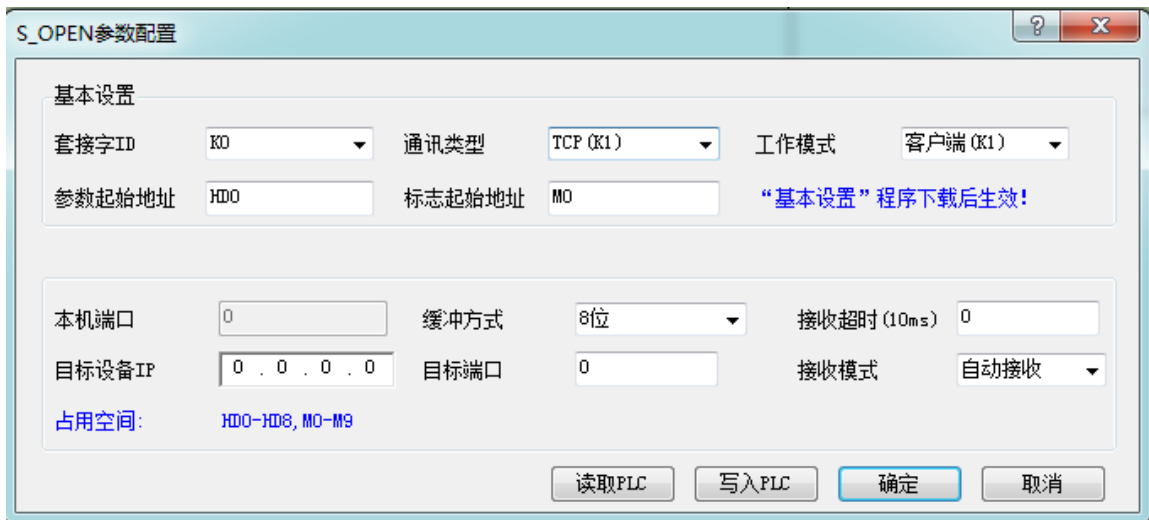 S_OPEN参数配置
基本设置
套接字ID K0 通讯类型 TCP(K1) 工作模式 客户端(K1)
参数起始地址 HD0 标志起始地址 M0 “基本设置”程序下载后生效!
本机端口 0 缓冲方式 8位 接收超时(10ms) 0
目标设备IP 0 . 0 . 0 . 0 目标端口 0 接收模式 自动接收
占用空间: HD0-HD8,M0-M9
读取PLC 写入PLC 确定 取消